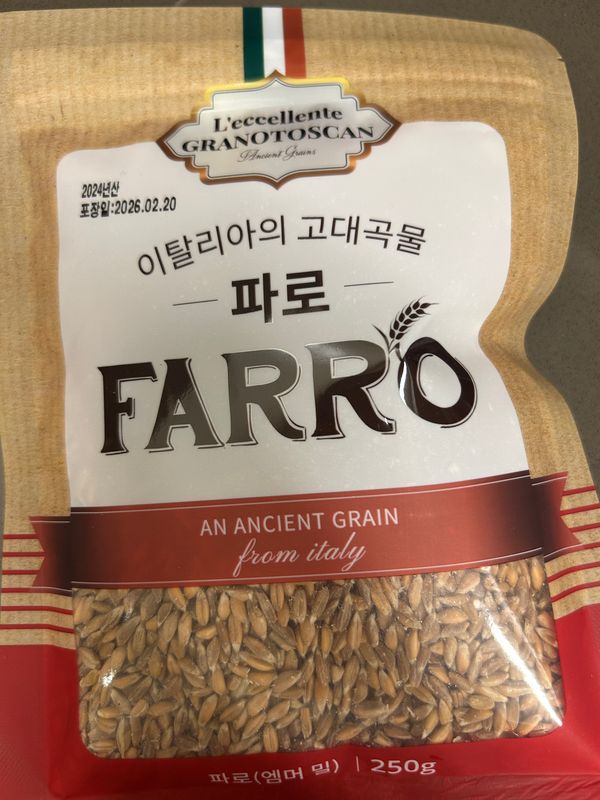 L'eccellente
GRANOTOSCAN
Ancient Grains
2024년산
포장일:2026.02.20
이탈리아의 고대곡물
파로
FARRO
AN ANCIENT GRAIN
from italy
파로(엠머 밀) | 250g